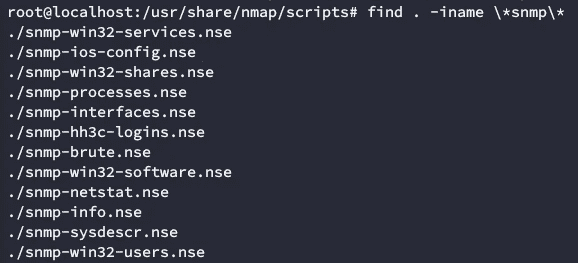 root@localhost:/usr/share/nmap/scripts# find . -iname \*snmp\*
./snmp-win32-services.nse
./snmp-ios-config.nse
./snmp-win32-shares.nse
./snmp-processes.nse
./snmp-interfaces.nse
./snmp-hh3c-logins.nse
./snmp-brute.nse
./snmp-win32-software.nse
./snmp-netstat.nse
./snmp-info.nse
./snmp-sysdescr.nse
./snmp-win32-users.nse